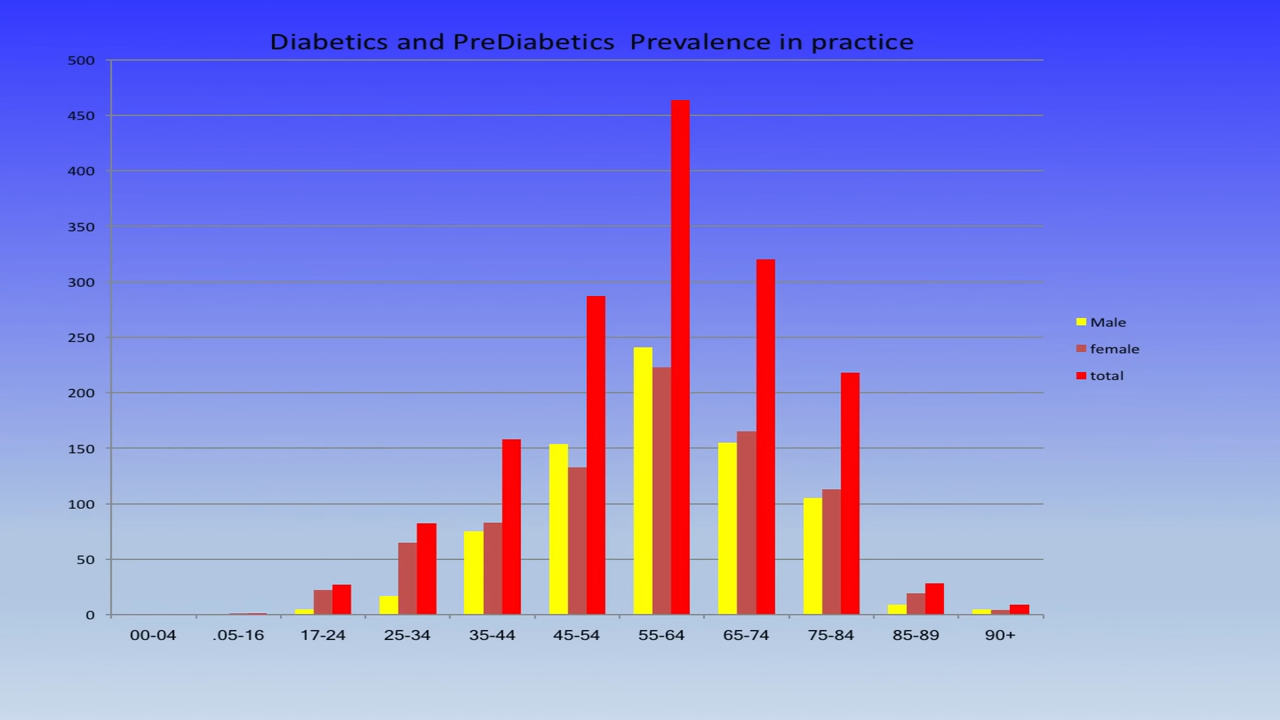 Diabetics and PreDiabetics  Prevalence in practice
500
450
400
350
300
250
200
150
100
50
0
00-04 .05-16 17-24 25-34 35-44 45-54 55-64 65-74 75-84 85-89 90+
Male
female
total